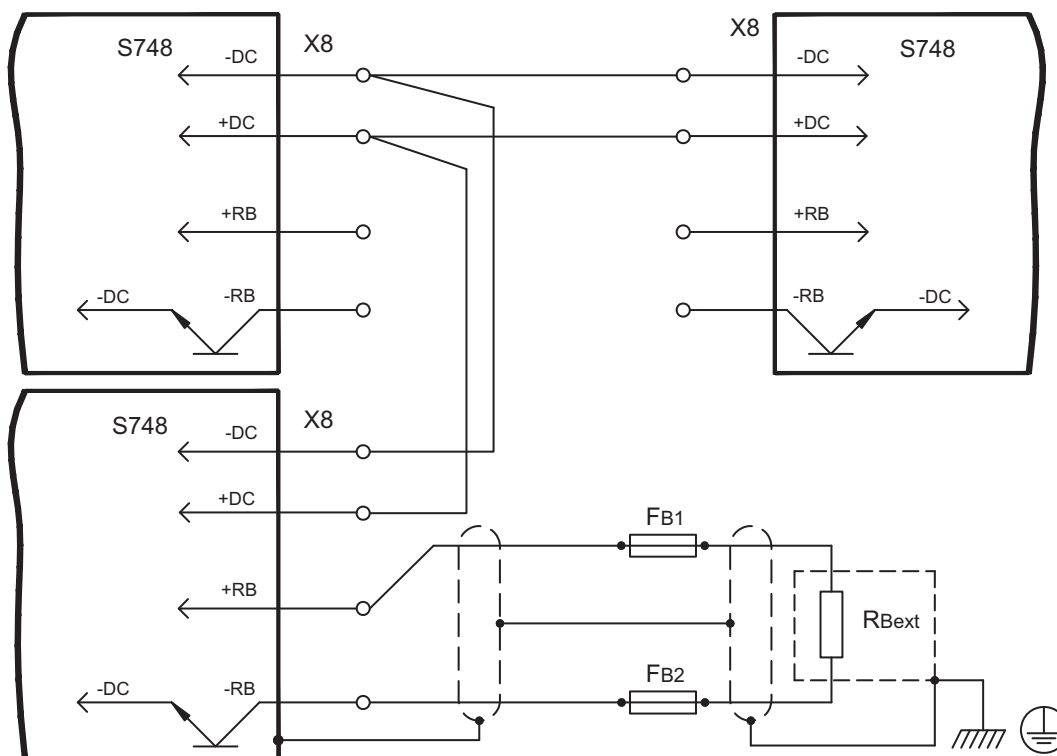 S748
X8
-DC
+DC
+RB
-DC
-RB
X8
S748
-DC
+DC
+RB
-RB
-DC
S748
X8
-DC
+DC
+RB
-DC
-RB
FB1
FB2
RBext